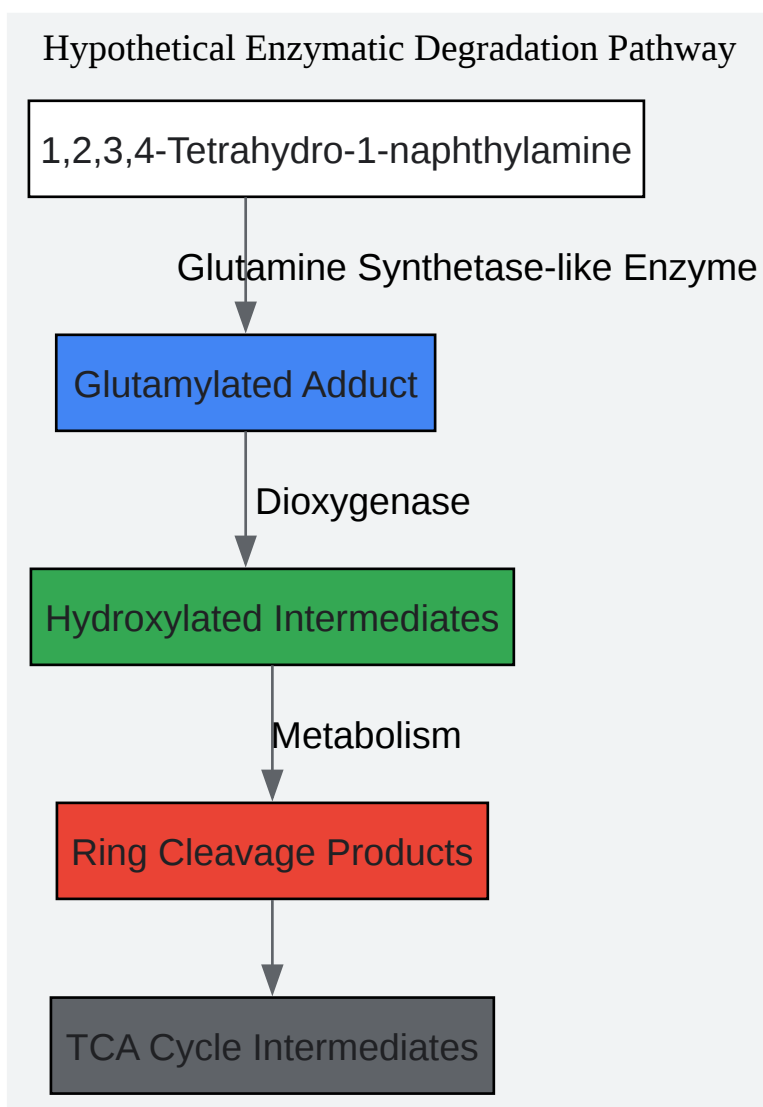 Hypothetical Enzymatic Degradation Pathway
1,2,3,4-Tetrahydro-1-naphthylamine
Glutamine Synthetase-like Enzyme
Glutamylated Adduct
Dioxygenase
Hydroxylated Intermediates
Metabolism
Ring Cleavage Products
TCA Cycle Intermediates